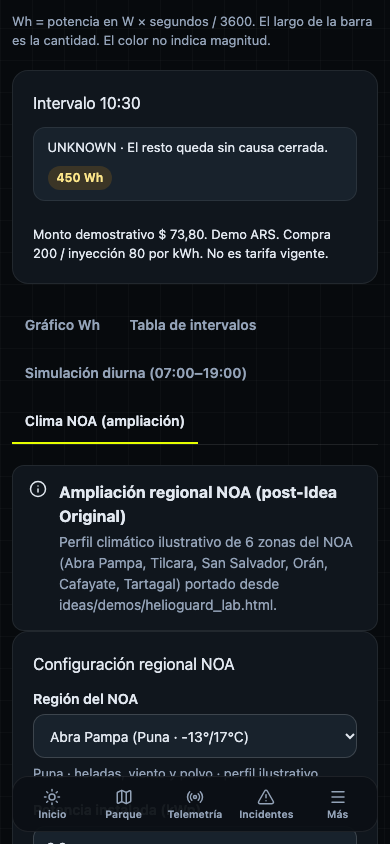 Wh = potencia en W × segundos / 3600. El largo de la barra
es la cantidad. El color no indica magnitud.
Intervalo 10:30
UNKNOWN · El resto queda sin causa cerrada.
450 Wh
Monto demostrativo $ 73,80. Demo ARS. Compra
200 / inyección 80 por kWh. No es tarifa vigente.
Gráfico Wh
Tabla de intervalos
Simulación diurna (07:00–19:00)
Clima NOA (ampliación)
Ampliación regional NOA (post-Idea
Original)
Perfil climático ilustrativo de 6 zonas del NOA
(Abra Pampa, Tilcara, San Salvador, Orán,
Cafayate, Tartagal) portado desde
ideas/demos/helioguard_lab.html.
Configuración regional NOA
Región del NOA
Abra Pampa (Puna · -13°/17°C)
Puna · heladas, viento y polvo · perfil ilustrativo
Inicio
Parque
Telemetría
Incidentes
Más